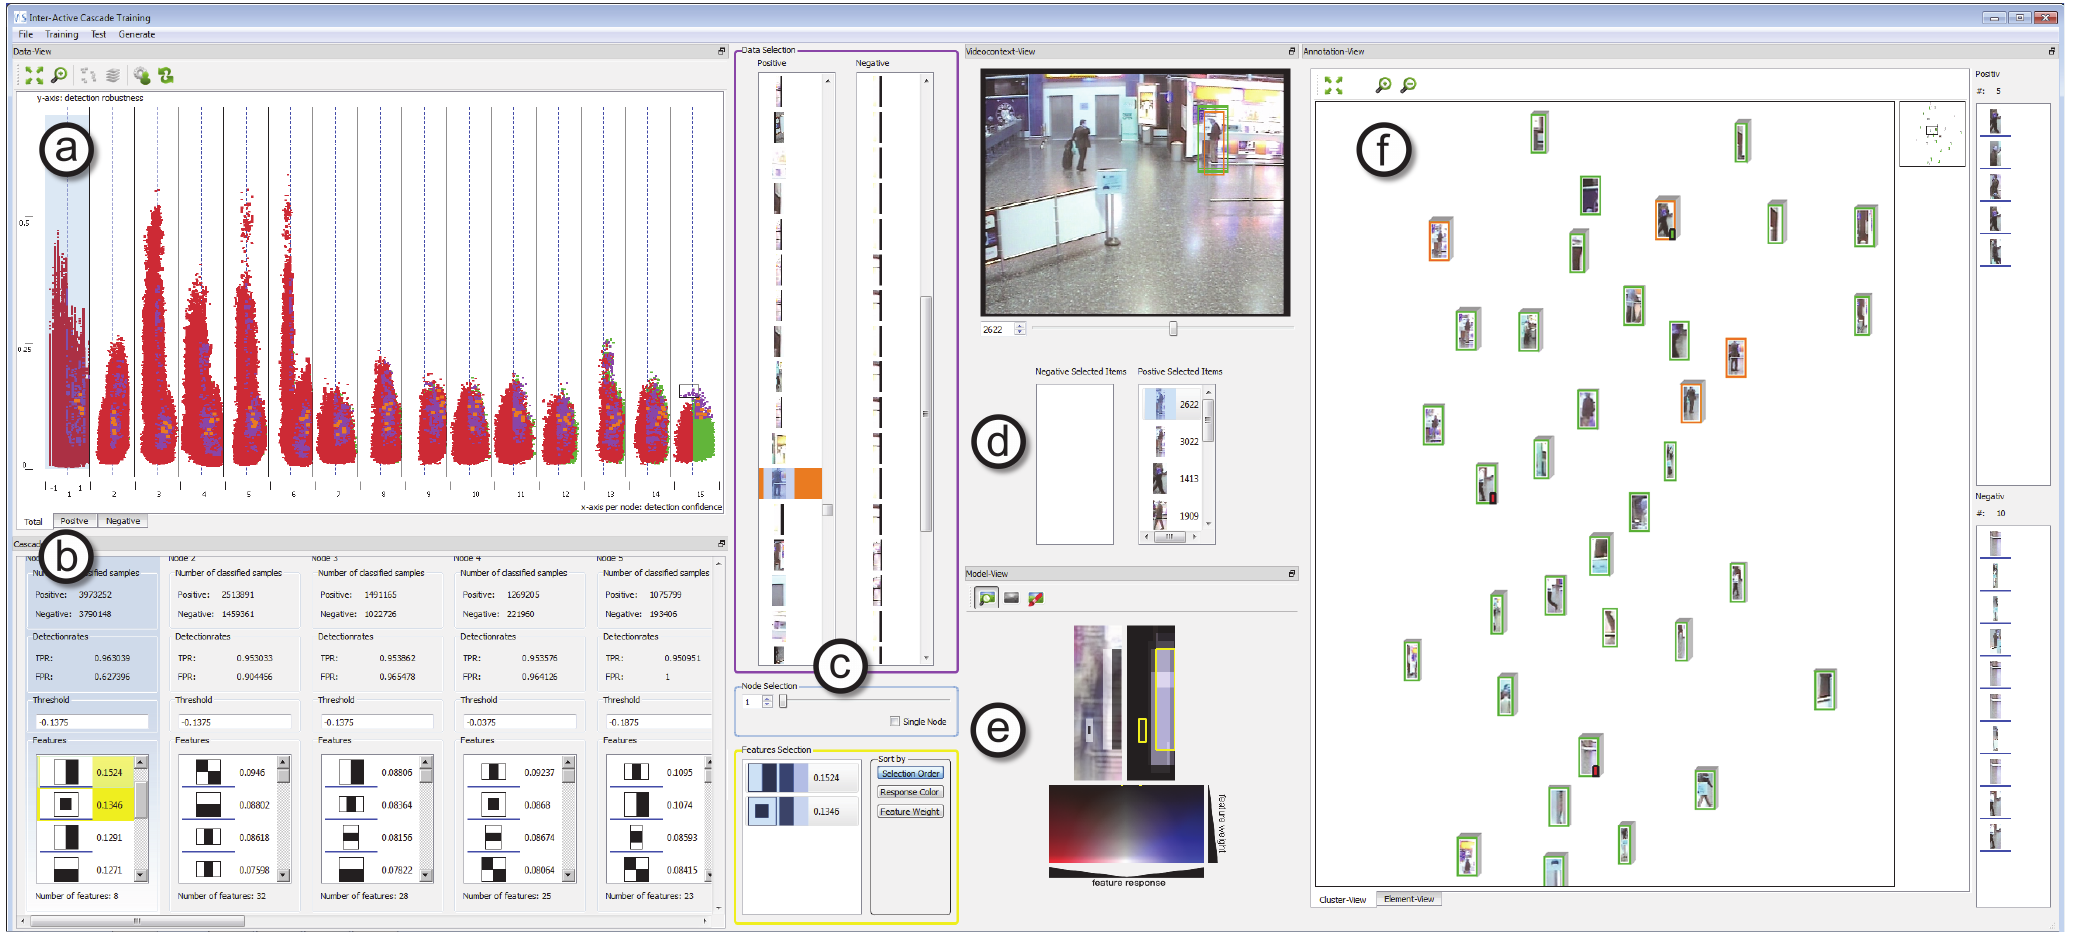 Inter-Active Cascade Training
File Training Test Generate
Data-View
y-axis: detection robustness
a
0.5
0.25
0
-1 1 1 2 3 4 5 6 7 8 9 10 11 12 13 14 15
x-axis per node: detection confidence
Total Positve Negative
b
Node 2 Node 3 Node 4 Node 5
Number of classified samples
Positive: 3973252
Negative: 3790148
Detectionrates
TPR: 0.963039
FPR: 0.627396
Threshold
-0.1375
Features
0.1524
0.1346
0.1291
0.1271
Number of features: 8
Number of classified samples
Positive: 2513891
Negative: 1459361
Detectionrates
TPR: 0.953033
FPR: 0.904456
Threshold
-0.1375
Features
0.0946
0.08802
0.08618
0.07598
Number of features: 32
Number of classified samples
Positive: 1491165
Negative: 1022726
Detectionrates
TPR: 0.953862
FPR: 0.965478
Threshold
-0.1375
Features
0.08806
0.08364
0.08156
0.07822
Number of features: 28
Number of classified samples
Positive: 1269205
Negative: 221960
Detectionrates
TPR: 0.953576
FPR: 0.964126
Threshold
-0.0375
Features
0.09237
0.0868
0.08674
0.08064
Number of features: 25
Number of classified samples
Positive: 1075799
Negative: 193406
Detectionrates
TPR: 0.950951
FPR: 1
Threshold
-0.1875
Features
0.1095
0.1074
0.08593
0.08415
Number of features: 23
Data Selection
Positive Negative
c
Node Selection
1
Single Node
Features Selection
0.1524
0.1346
Sort by
Selection Order
Response Color
Feature Weight
Videocontext-View
2622
Negative Selected Items
Postive Selected Items
2622
3022
1413
1909
d
Model-View
e
feature weight
feature response
Annotation-View
f
Cluster-View Element-View
Positiv
#: 5
Negativ
#: 10